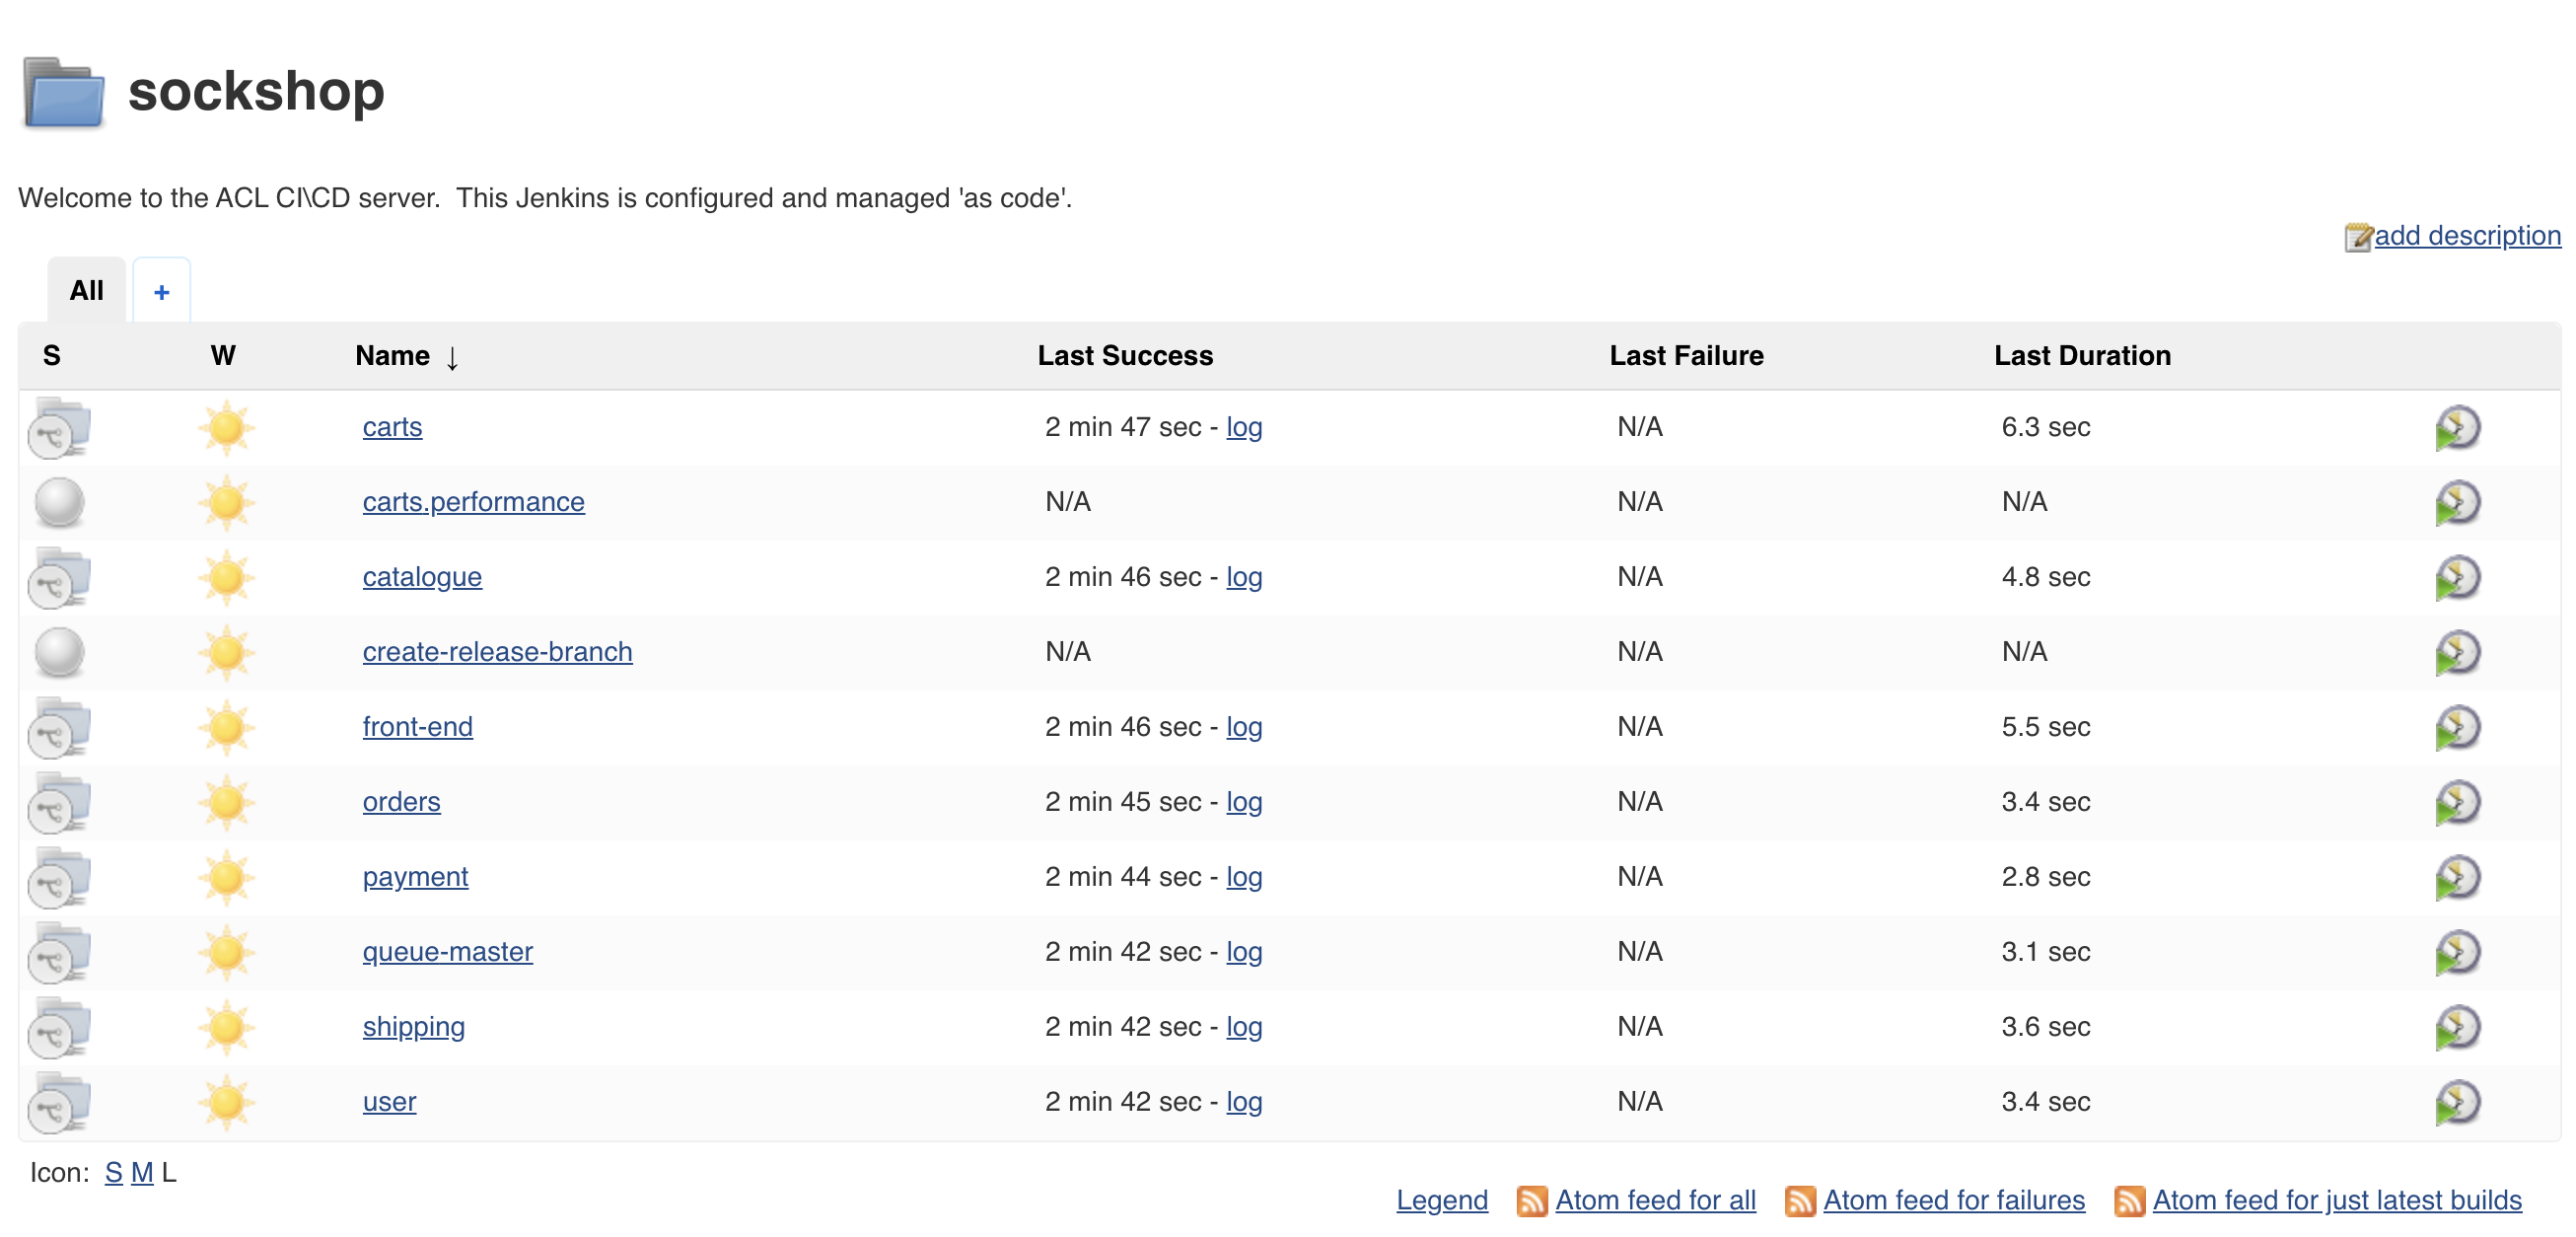 sockshop
Welcome to the ACL CI\CD server.  This Jenkins is configured and managed 'as code'.
add description
All +
S W Name ↓ Last Success Last Failure Last Duration
carts 2 min 47 sec - log N/A 6.3 sec
carts.performance N/A N/A N/A
catalogue 2 min 46 sec - log N/A 4.8 sec
create-release-branch N/A N/A N/A
front-end 2 min 46 sec - log N/A 5.5 sec
orders 2 min 45 sec - log N/A 3.4 sec
payment 2 min 44 sec - log N/A 2.8 sec
queue-master 2 min 42 sec - log N/A 3.1 sec
shipping 2 min 42 sec - log N/A 3.6 sec
user 2 min 42 sec - log N/A 3.4 sec
Icon: S M L
Legend Atom feed for all Atom feed for failures Atom feed for just latest builds